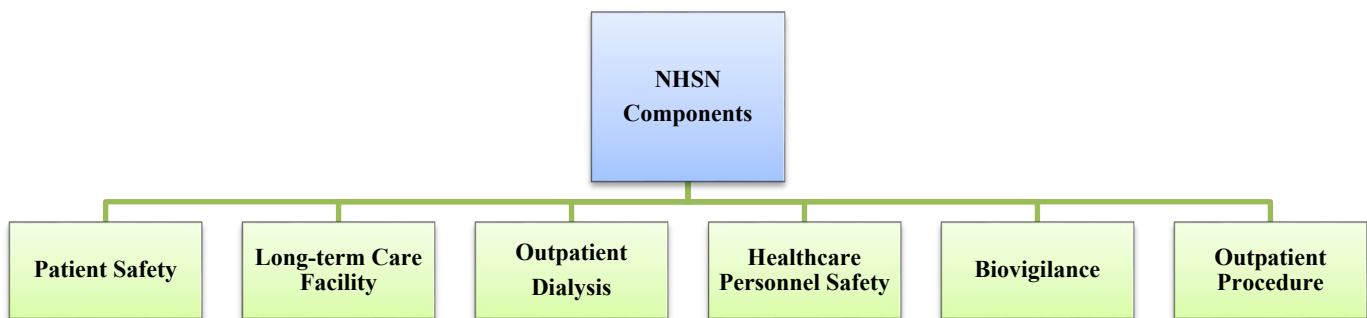 NHSN
Components
Patient Safety
Long-term Care
Facility
Outpatient
Dialysis
Healthcare
Personnel Safety
Biovigilance
Outpatient
Procedure